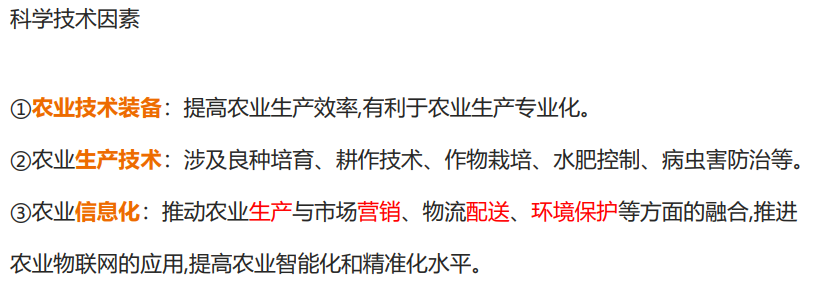 科学技术因素
①农业技术装备：提高农业生产效率,有利于农业生产专业化。
②农业生产技术：涉及良种培育、耕作技术、作物栽培、水肥控制、病虫害防治等。
③农业信息化：推动农业生产与市场营销、物流配送、环境保护等方面的融合,推进
农业物联网的应用,提高农业智能化和精准化水平。